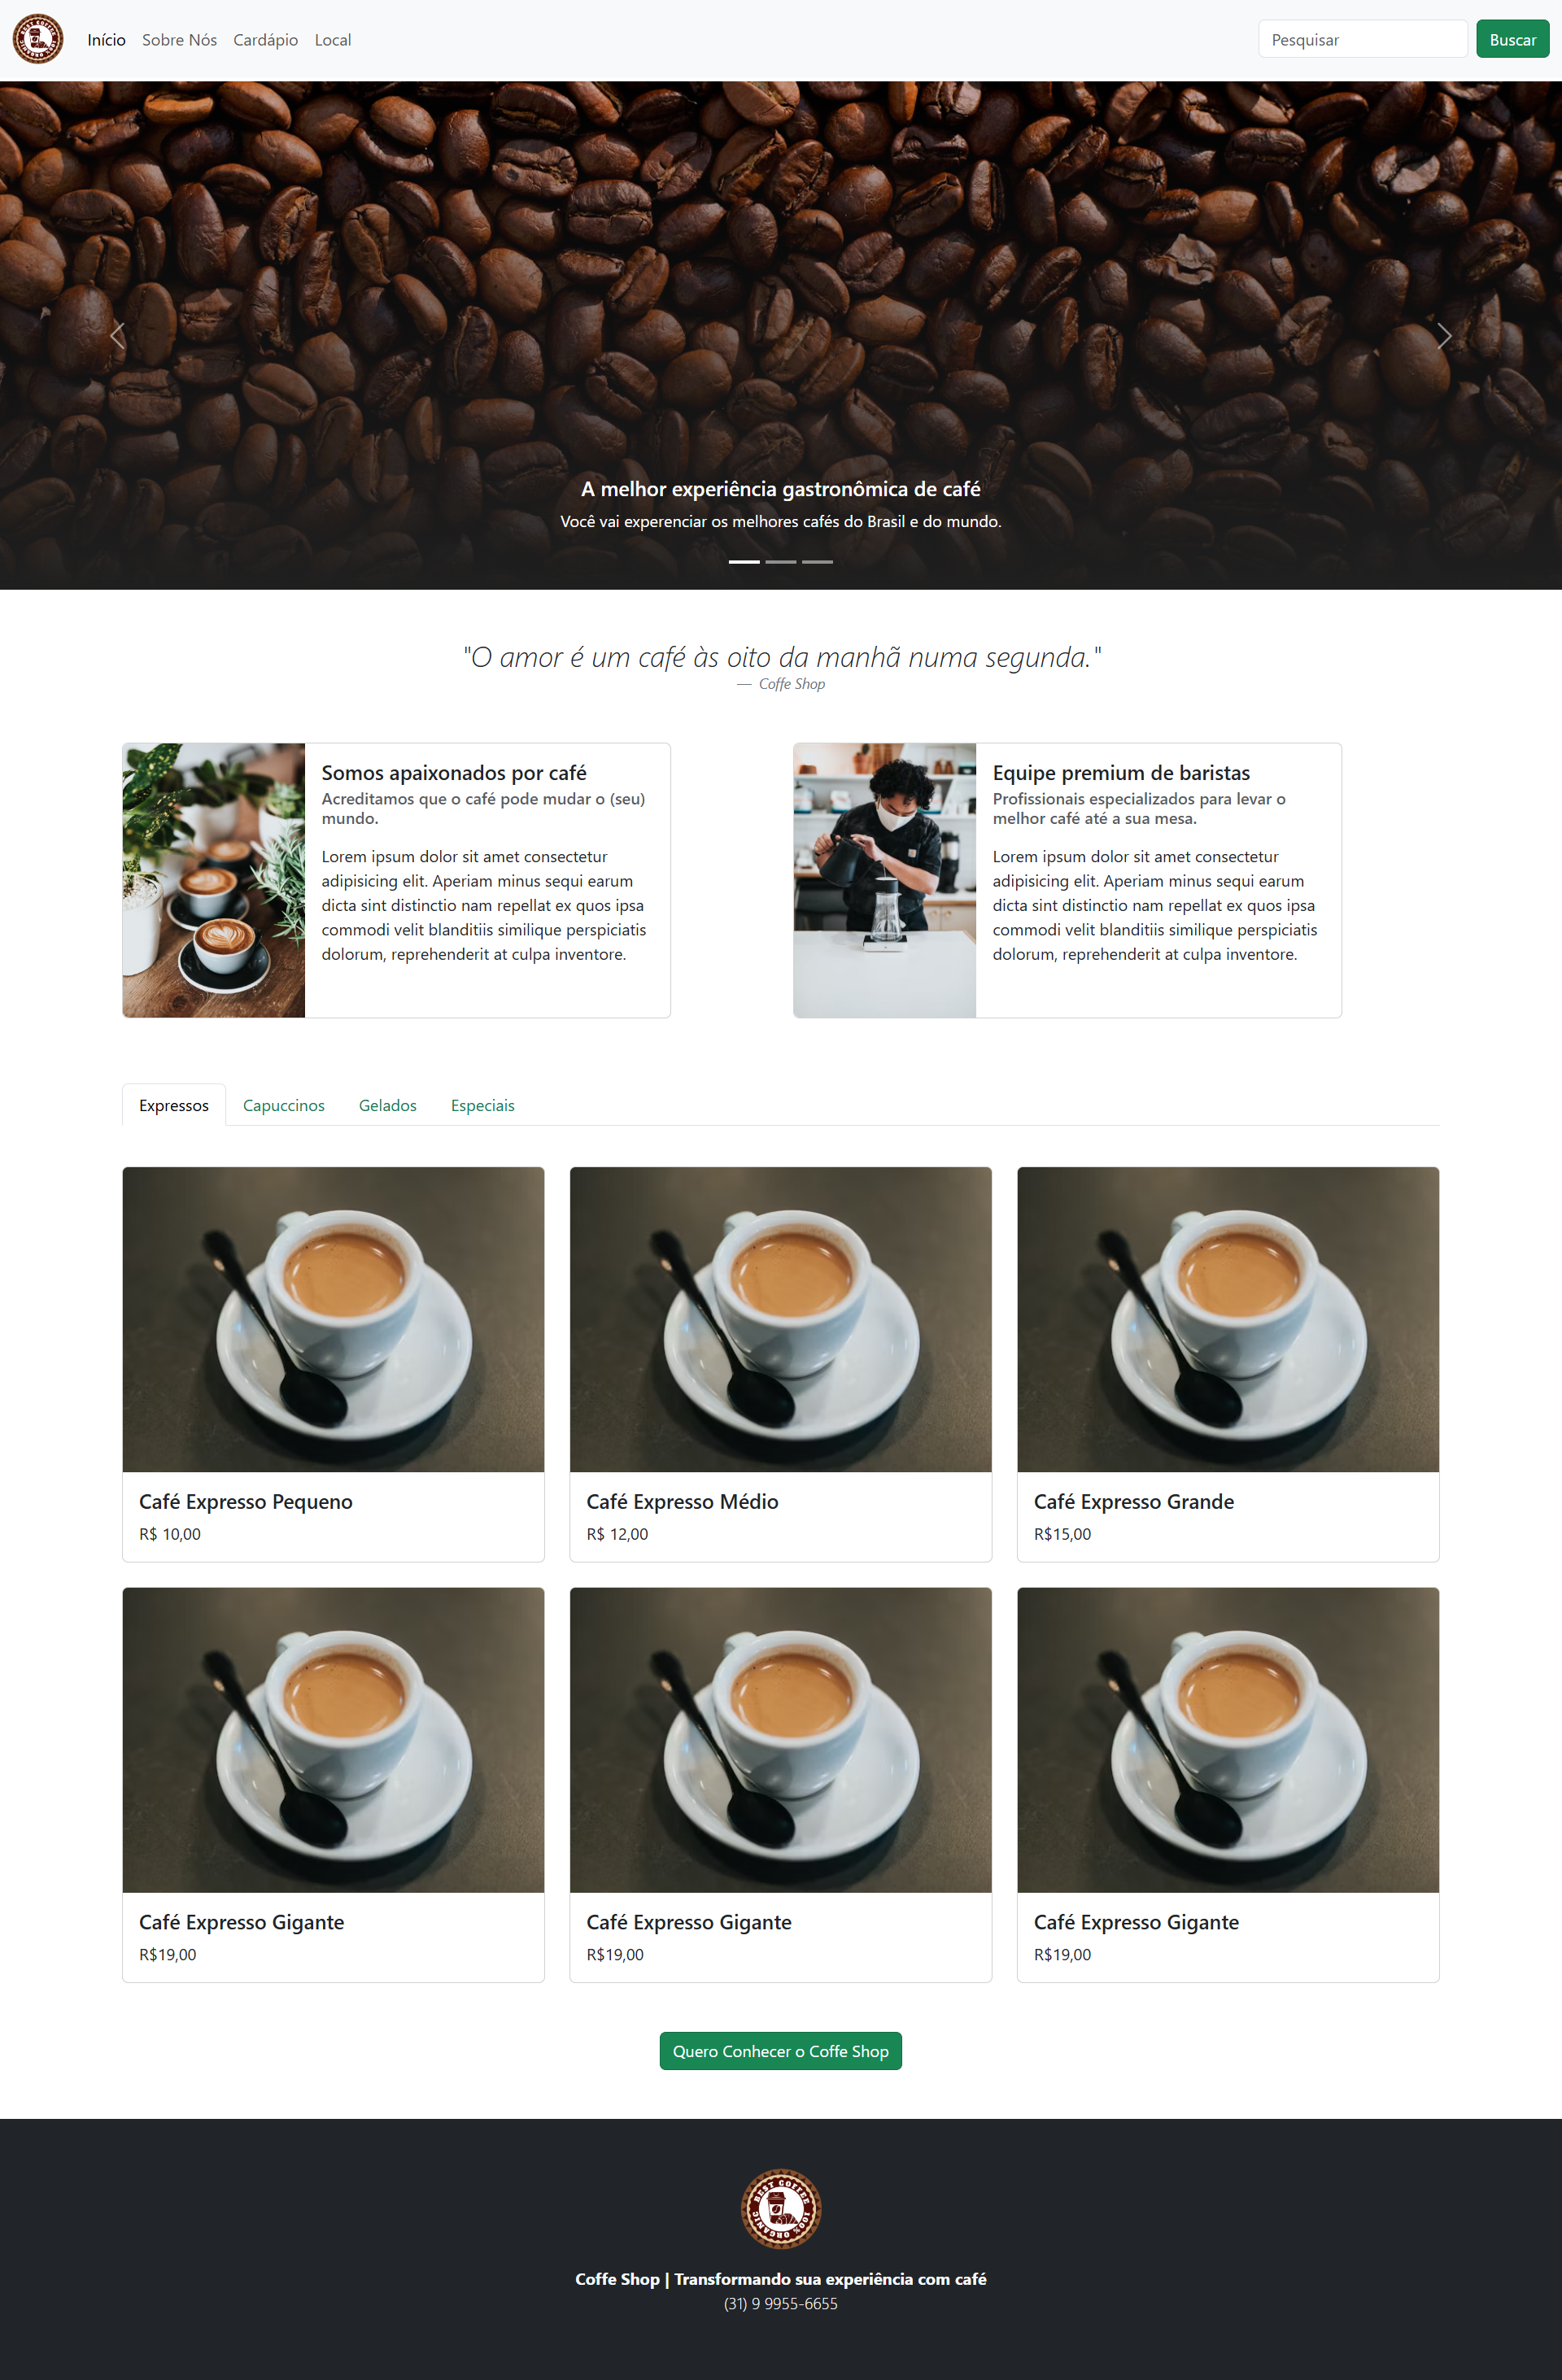 Início Sobre Nós Cardápio Local Pesquisar Buscar
A melhor experiência gastronômica de café
Você vai experenciar os melhores cafés do Brasil e do mundo.
"O amor é um café às oito da manhã numa segunda."
— Coffe Shop
Somos apaixonados por café
Acreditamos que o café pode mudar o (seu)
mundo.
Lorem ipsum dolor sit amet consectetur
adipisicing elit. Aperiam minus sequi earum
dicta sint distinctio nam repellat ex quos ipsa
commodi velit blanditiis similique perspiciatis
dolorum, reprehenderit at culpa inventore.
Equipe premium de baristas
Profissionais especializados para levar o
melhor café até a sua mesa.
Lorem ipsum dolor sit amet consectetur
adipisicing elit. Aperiam minus sequi earum
dicta sint distinctio nam repellat ex quos ipsa
commodi velit blanditiis similique perspiciatis
dolorum, reprehenderit at culpa inventore.
Expressos Capuccinos Gelados Especiais
Café Expresso Pequeno
R$ 10,00
Café Expresso Médio
R$ 12,00
Café Expresso Grande
R$15,00
Café Expresso Gigante
R$19,00
Café Expresso Gigante
R$19,00
Café Expresso Gigante
R$19,00
Quero Conhecer o Coffe Shop
BEST COFFEE
100% ORGANIC
Coffe Shop | Transformando sua experiência com café
(31) 9 9955-6655